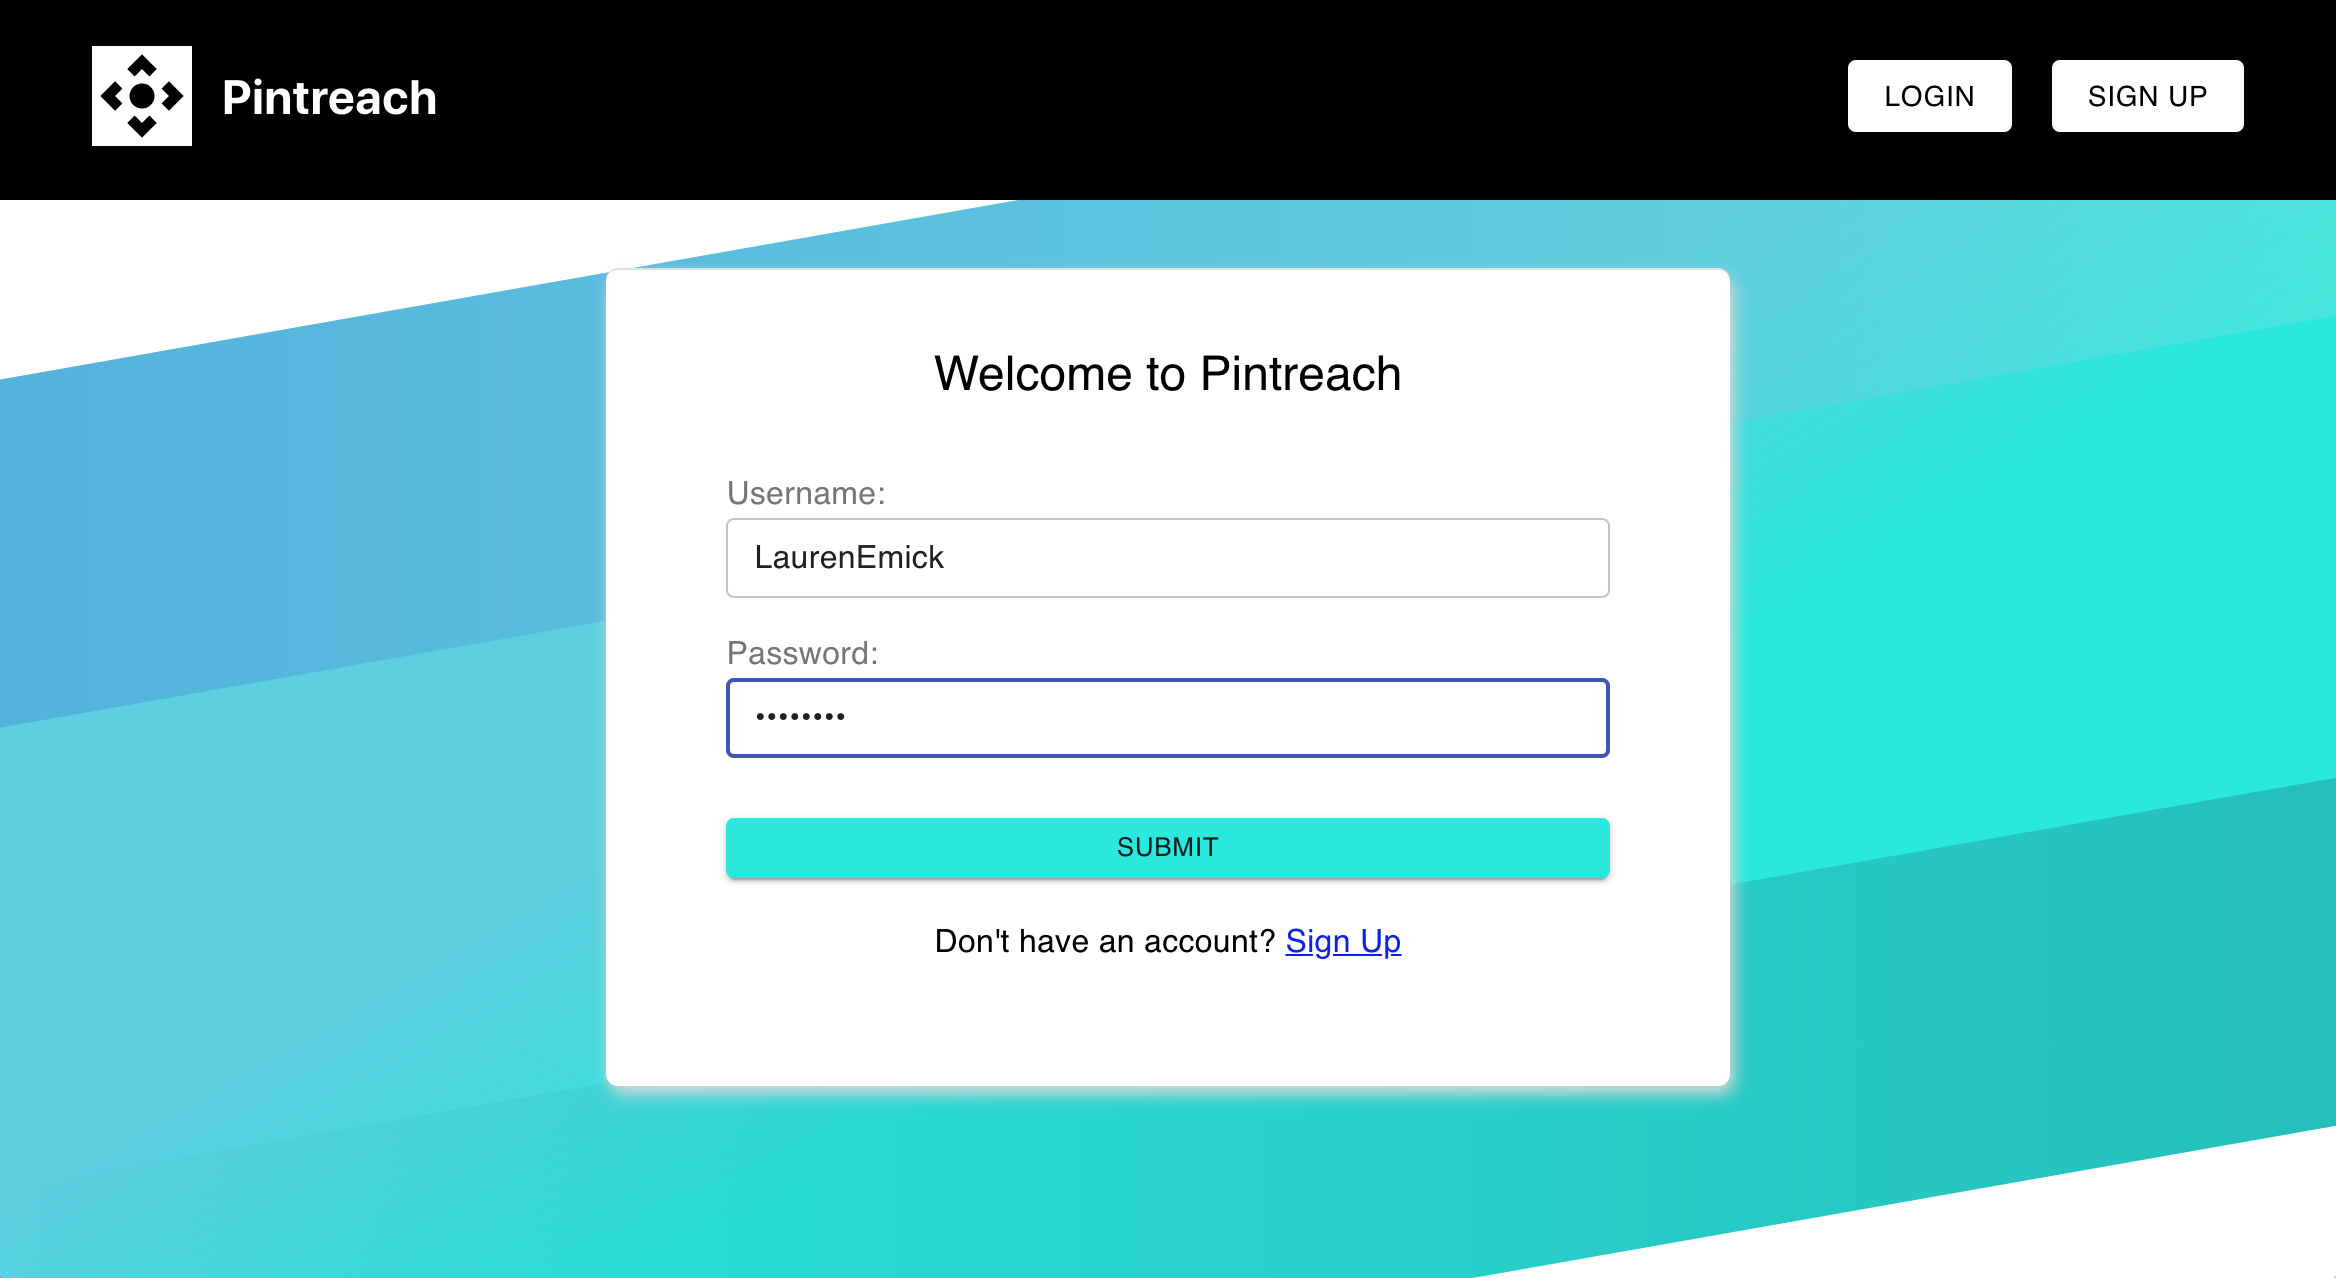 Pintreach
LOGIN
SIGN UP
Welcome to Pintreach
Username:
LaurenEmick
Password:
••••••••
SUBMIT
Don't have an account? Sign Up